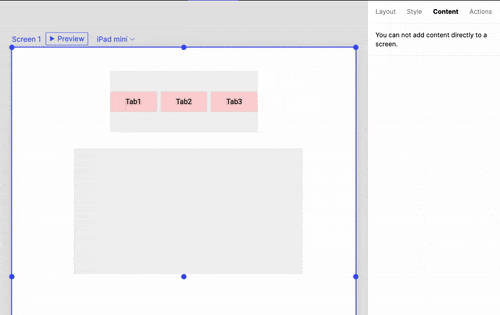 Layout Style Content Actions
Screen 1 Preview iPad mini
You can not add content directly to a
screen.
Tab1 Tab2 Tab3